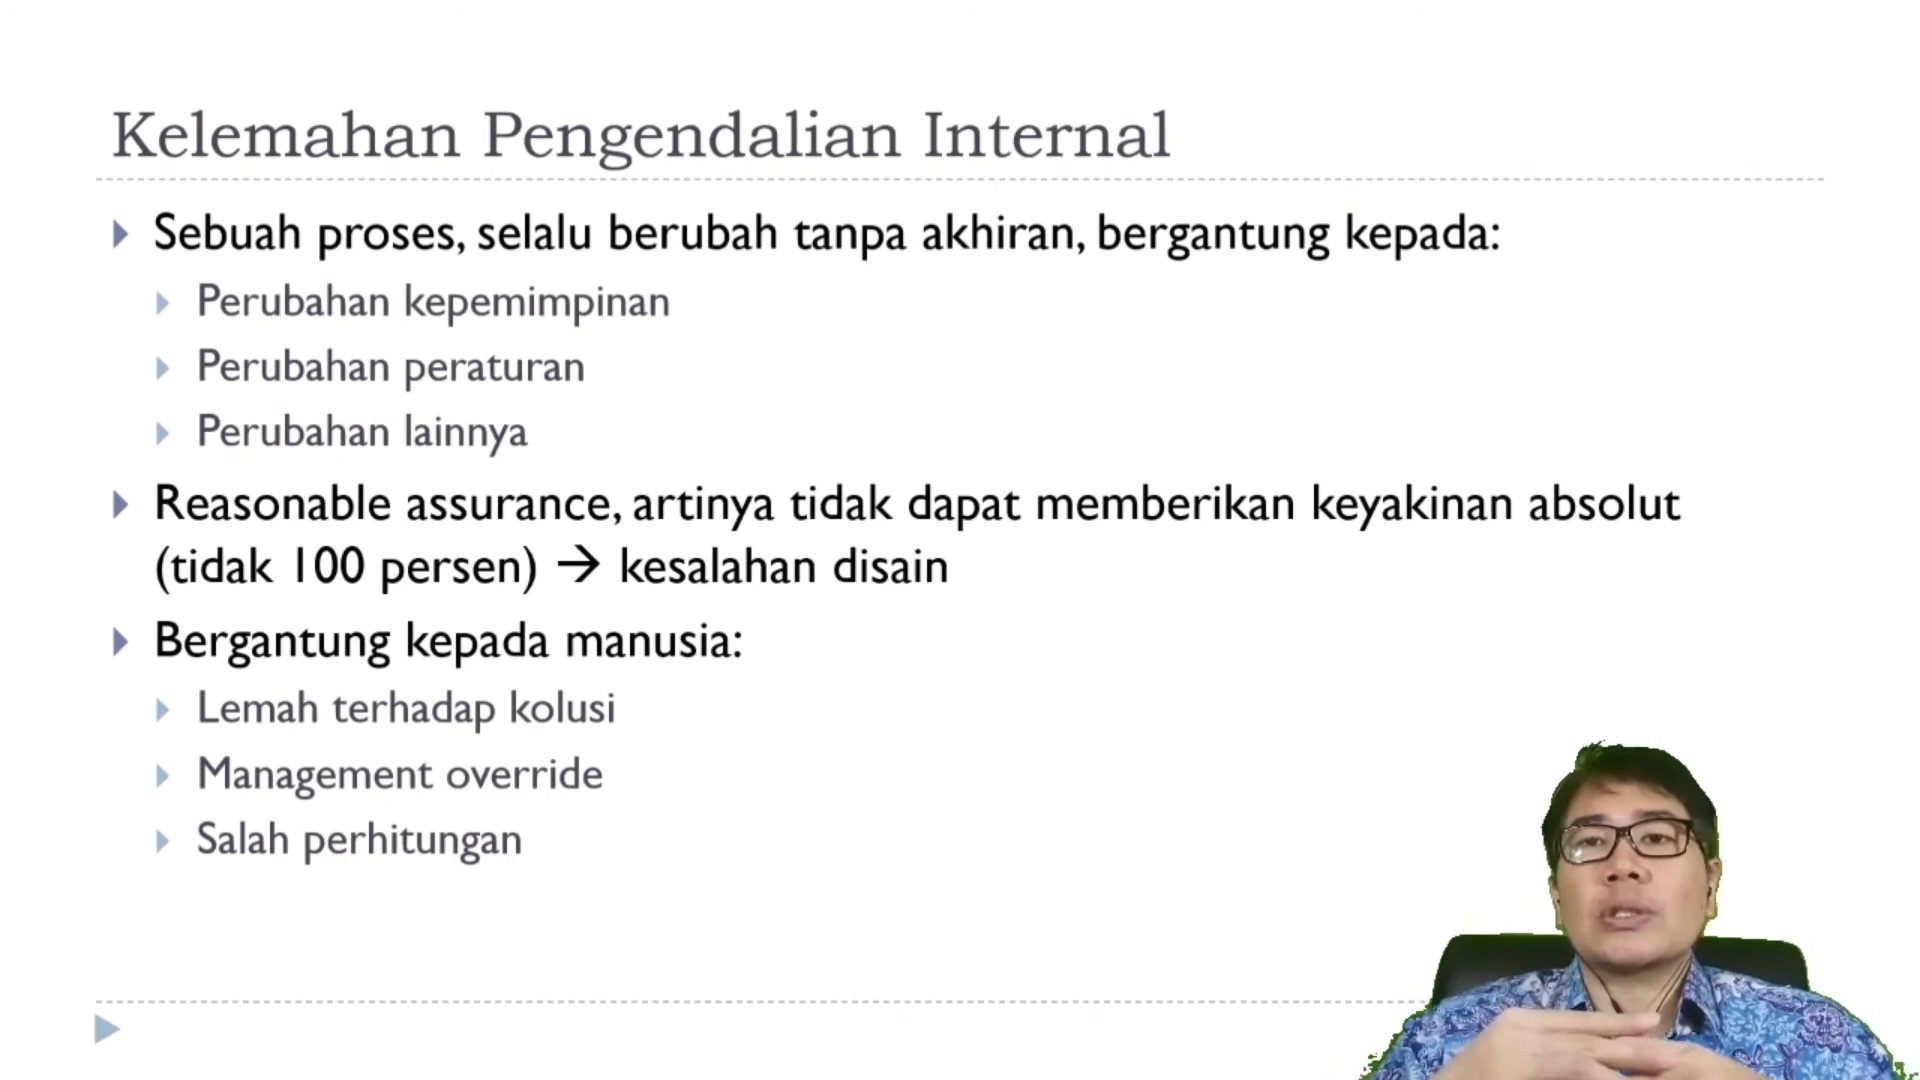 Kelemahan Pengendalian Internal
Sebuah proses, selalu berubah tanpa akhiran, bergantung kepada:
Perubahan kepemimpinan
Perubahan peraturan
Perubahan lainnya
Reasonable assurance, artinya tidak dapat memberikan keyakinan absolut
(tidak 100 persen) → kesalahan disain
Bergantung kepada manusia:
Lemah terhadap kolusi
Management override
Salah perhitungan